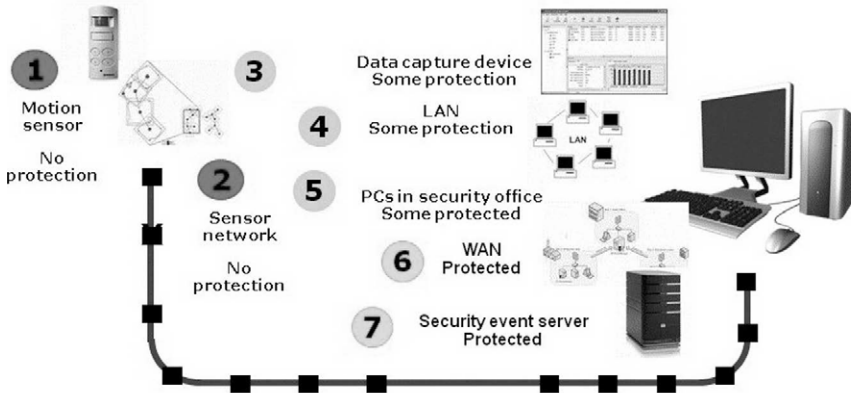 1
Motion
sensor
No
protection
2
Sensor
network
No
protection
3
Data capture device
Some protection
4
LAN
Some protection
LAN
5
PCs in security office
Some protected
6
WAN
Protected
7
Security event server
Protected